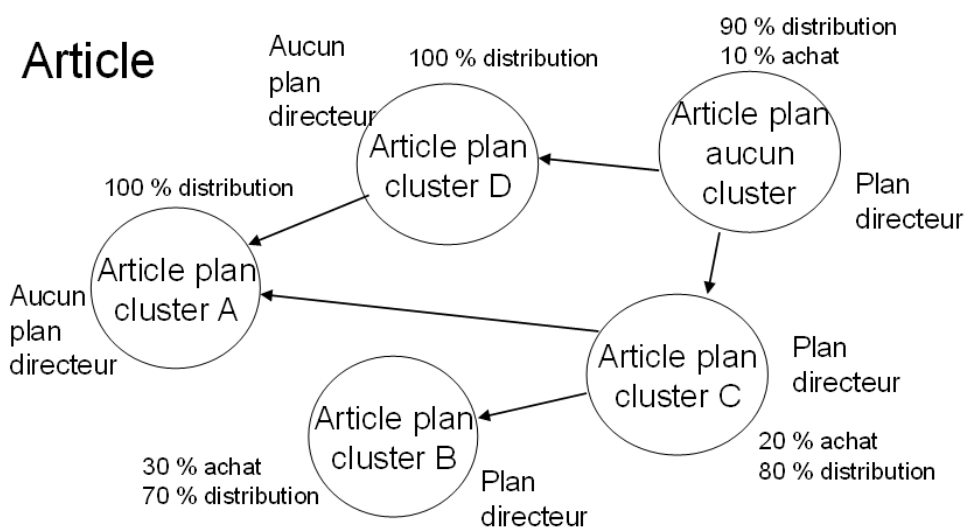 Article
Aucun
plan
directeur
100 % distribution
90 % distribution
10 % achat
Article plan
cluster D
Article plan
aucun
cluster
Plan
directeur
100 % distribution
Article plan
cluster A
Aucun
plan
directeur
Article plan
cluster C
Plan
directeur
20 % achat
80 % distribution
Article plan
cluster B
30 % achat
70 % distribution
Plan
directeur